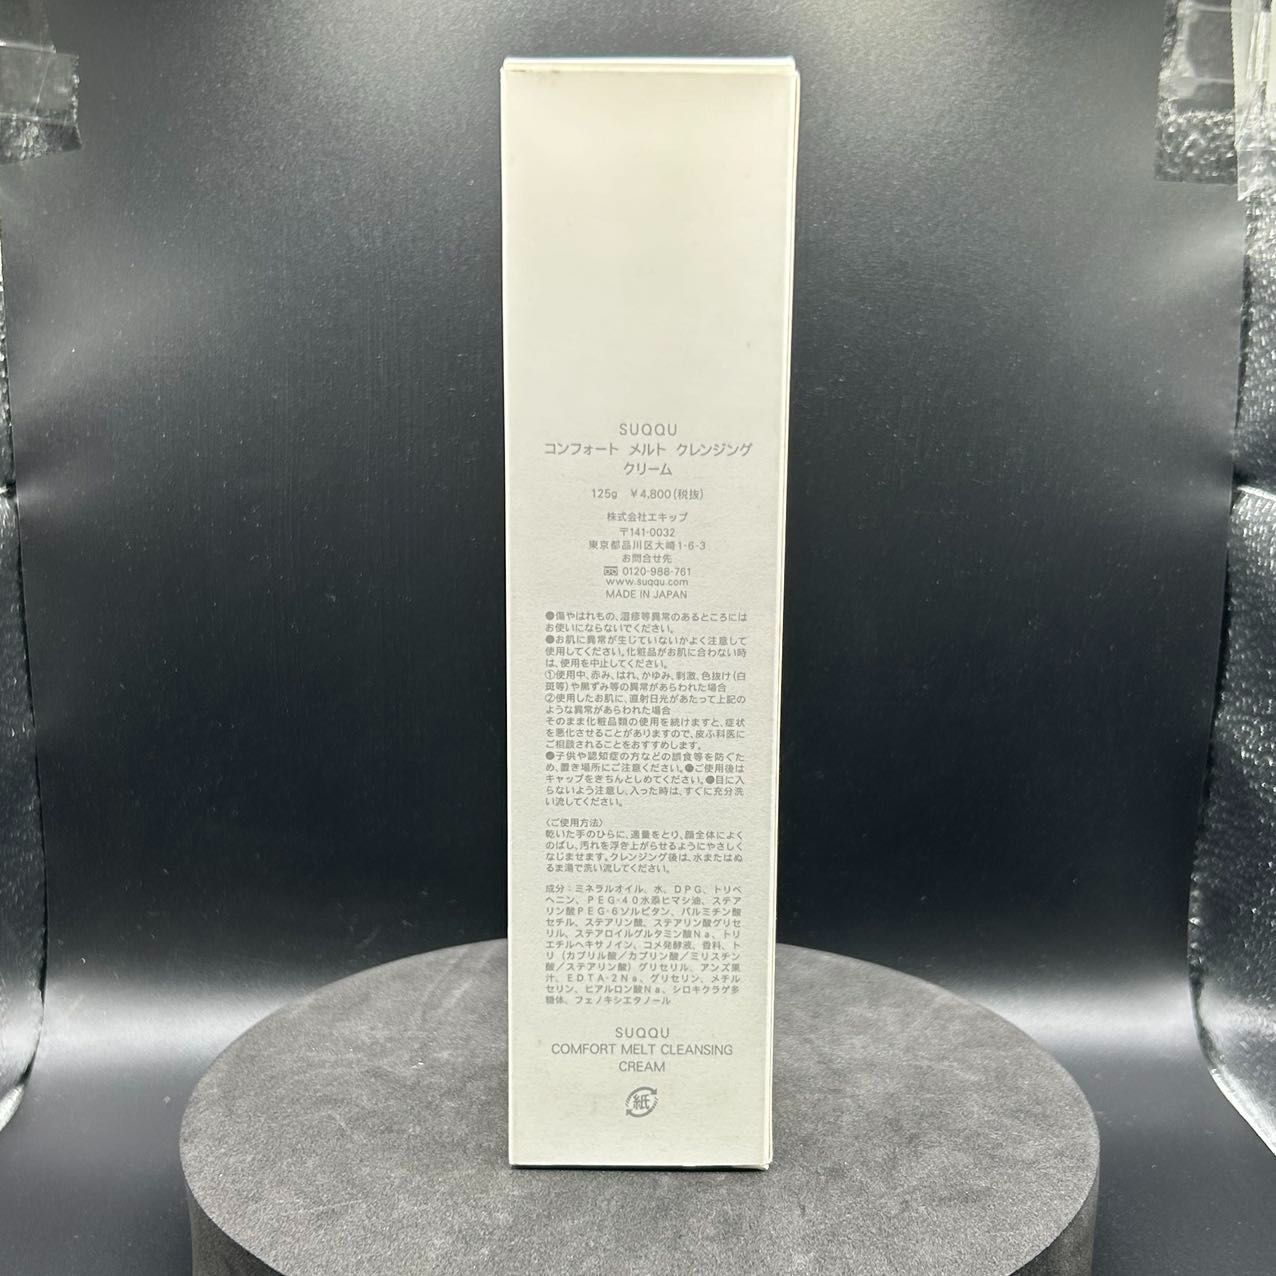 SUQQU
コンフォート メルト クレンジング
クリーム
125g ￥4,800(税抜)
株式会社エキップ
〒141-0032
東京都品川区大崎1-6-3
お問合せ先
0120-988-761
www.suqqu.com
MADE IN JAPAN
●傷やはれもの、湿疹等異常のあるところには
お使いにならないでください。
●お肌に異常が生じていないかよく注意して
使用してください。化粧品がお肌に合わない時
は、使用を中止してください。
①使用中、赤み、はれ、かゆみ、刺激、色抜け(白
斑等)や黒ずみ等の異常があらわれた場合
②使用したお肌に、直射日光があたって上記の
ような異常があらわれた場合
そのまま化粧品類の使用を続けますと、症状
を悪化させることがありますので、皮ふ科医に
ご相談されることをおすすめします。
●子供や認知症の方などの誤食等を防ぐた
め、置き場所にご注意ください。●ご使用後は
キャップをきちんとしめてください。●目に入
らないよう注意し、入った時は、すぐに充分洗
い流してください。
〈ご使用方法〉
乾いた手のひらに、適量をとり、顔全体によく
のばし、汚れを浮き上がらせるようにやさしく
なじませます。クレンジング後は、水またはぬ
るま湯で洗い流してください。
成分：ミネラルオイル、水、DPG、トリベ
ヘニン、PEG-40水添ヒマシ油、ステア
リン酸PEG-6ソルビタン、パルミチン酸
セチル、ステアリン酸、ステアリン酸グリセ
リル、ステアロイルグルタミン酸Na、トリ
エチルヘキサノイン、コメ発酵液、香料、ト
リ（カプリル酸／カプリン酸／ミリスチン
酸／ステアリン酸）グリセリル、アンズ果
汁、EDTA-2Na、グリセリン、メチル
セリン、ヒアルロン酸Na、シロキクラゲ多
糖体、フェノキシエタノール
SUQQU
COMFORT MELT CLEANSING
CREAM
紙